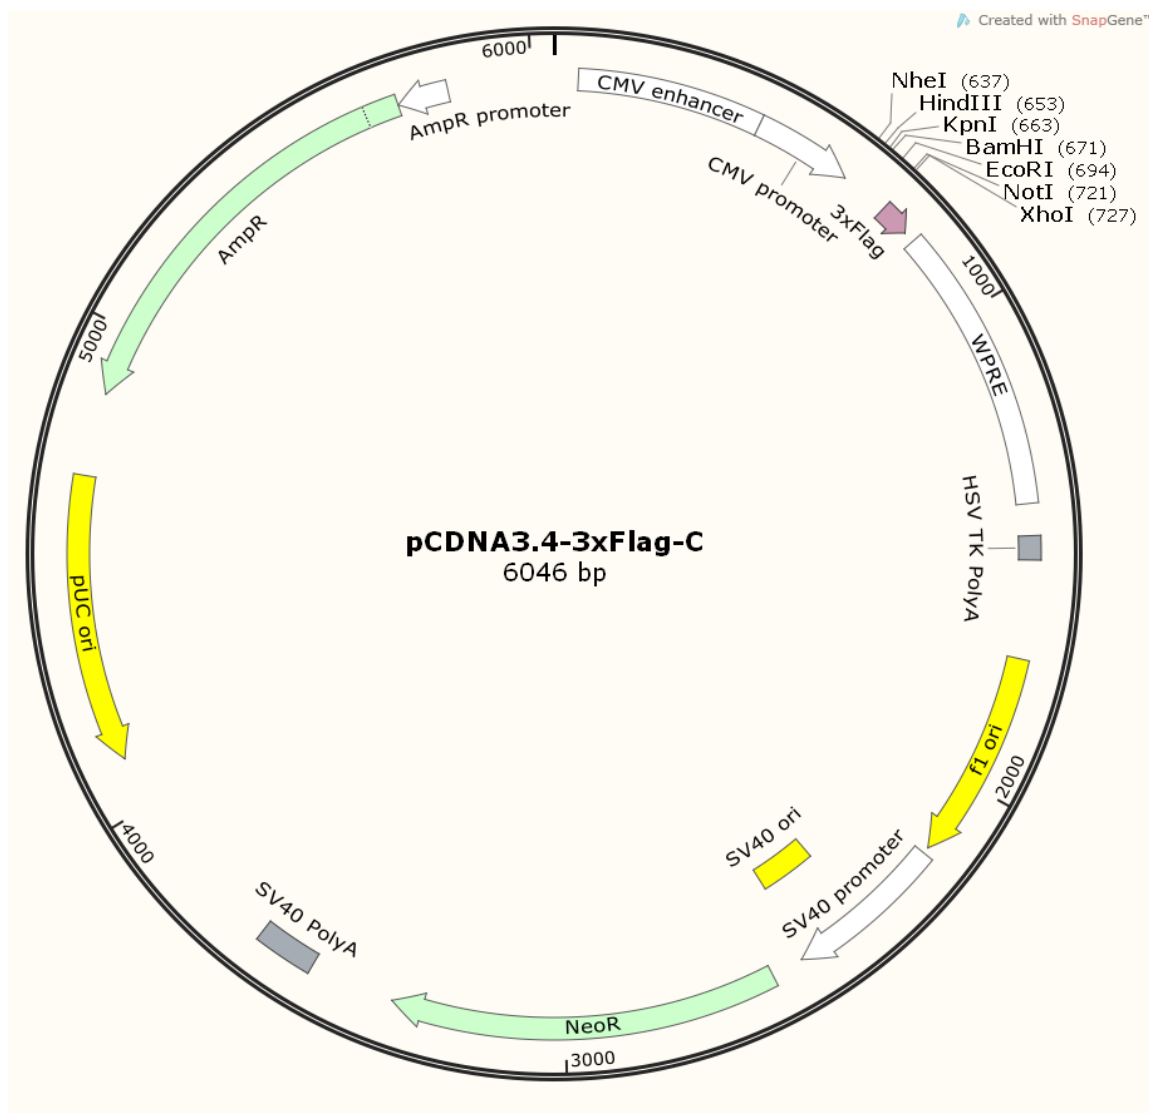 Created with SnapGene™
6000
CMV enhancer
AmpR promoter
CMV promoter
NheI (637)
HindIII (653)
KpnI (663)
BamHI (671)
EcoRI (694)
NotI (721)
XhoI (727)
3xFlag
1000
AmpR
5000
WPRE
HSV TK PolyA
pCDNA3.4-3xFlag-C
6046 bp
pUC ori
f1 ori
2000
SV40 ori
SV40 promoter
4000
SV40 PolyA
NeoR
3000